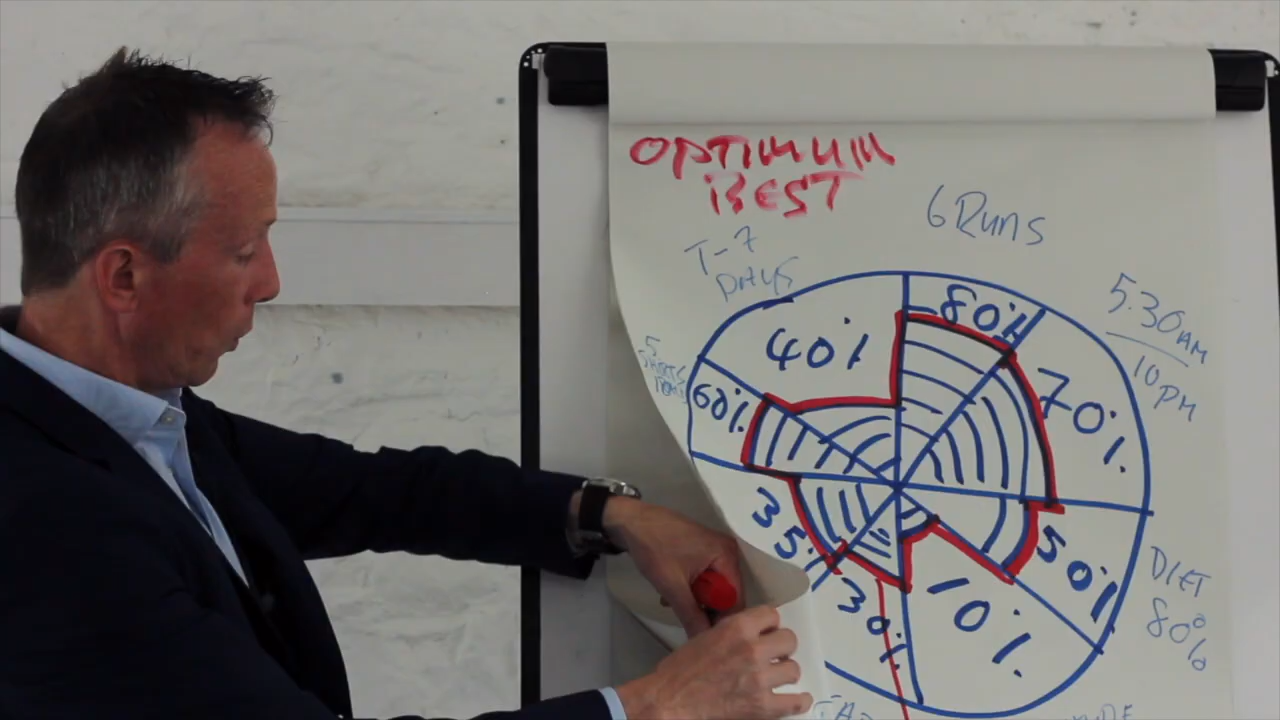 OPTIMUM
BEST
6 RUNS
T-7
DAYS
5.30AM
10PM
80%
40%
70%
60%
35%
50%
30%
10%
DIET
80%